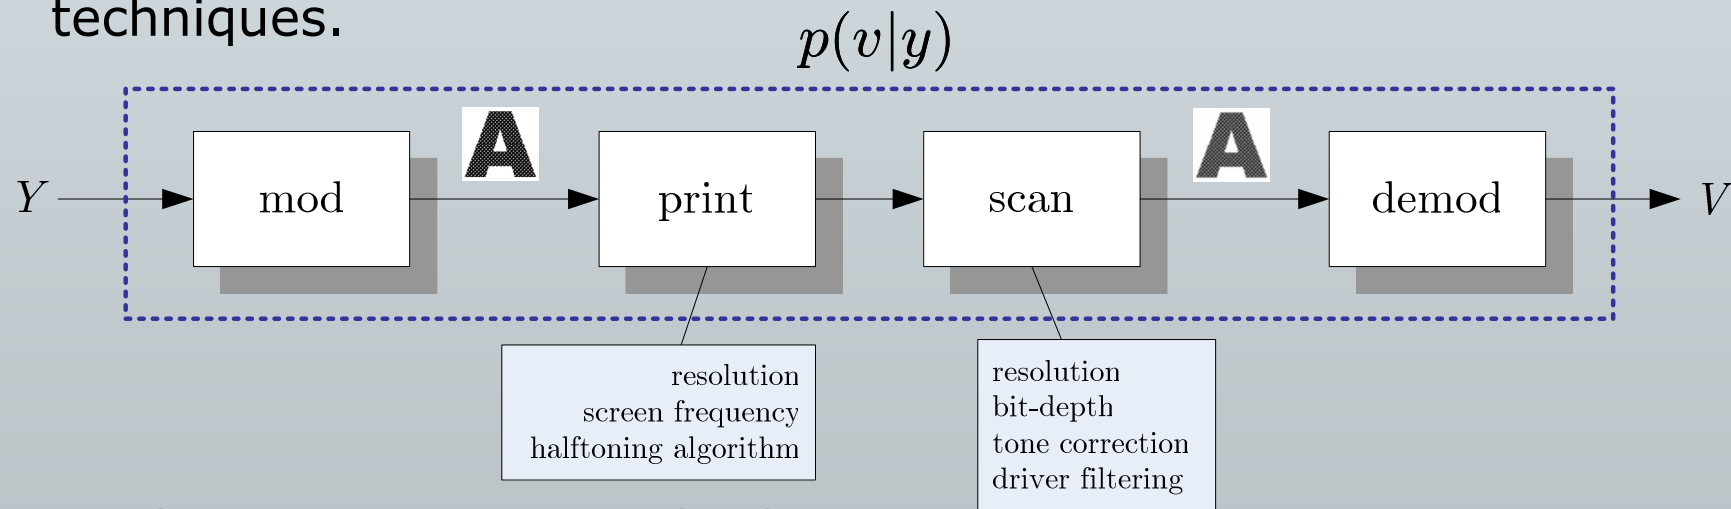 techniques.
p(v|y)
A A
Y mod print scan demod V
resolution
screen frequency
halftoning algorithm
resolution
bit-depth
tone correction
driver filtering